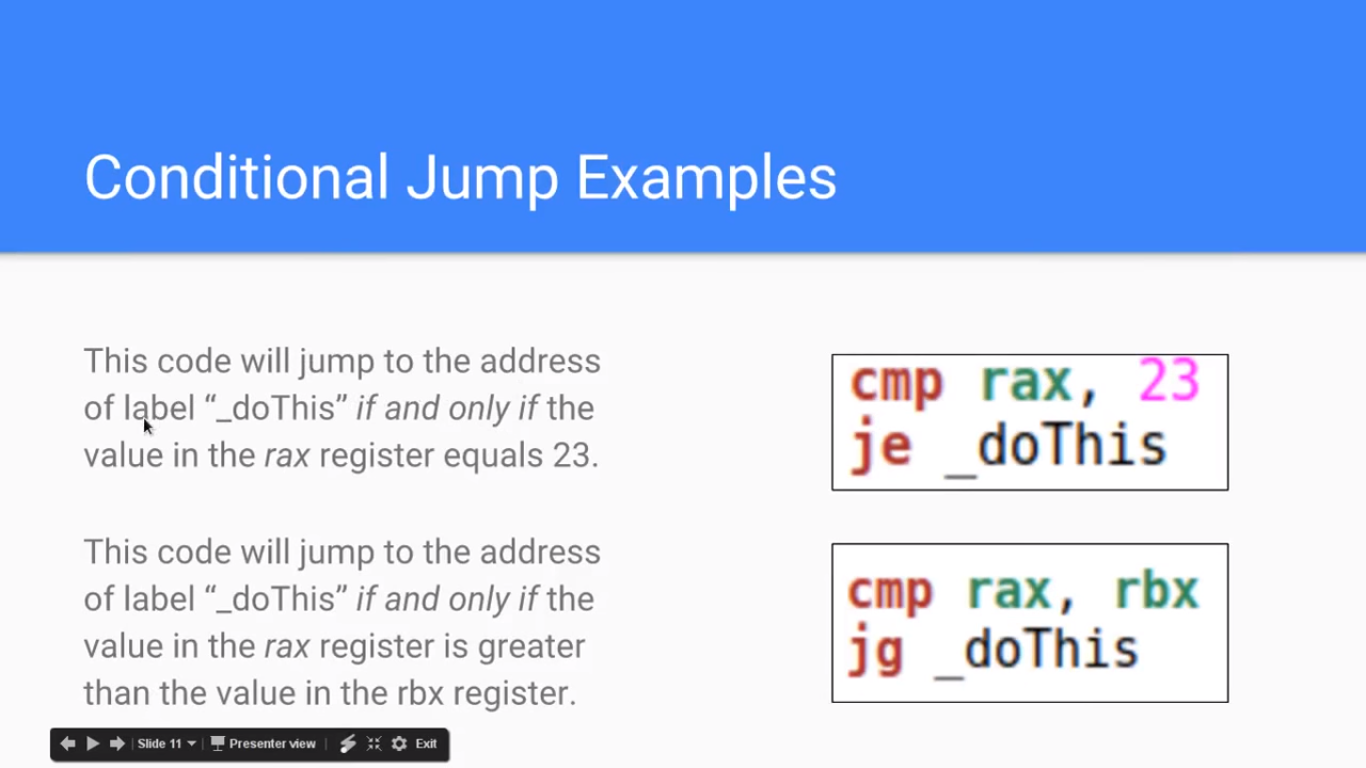 Conditional Jump Examples
This code will jump to the address
of label “_doThis” if and only if the
value in the rax register equals 23.
cmp rax, 23
je _doThis
This code will jump to the address
of label “_doThis” if and only if the
value in the rax register is greater
than the value in the rbx register.
cmp rax, rbx
jg _doThis
Slide 11 Presenter view Exit